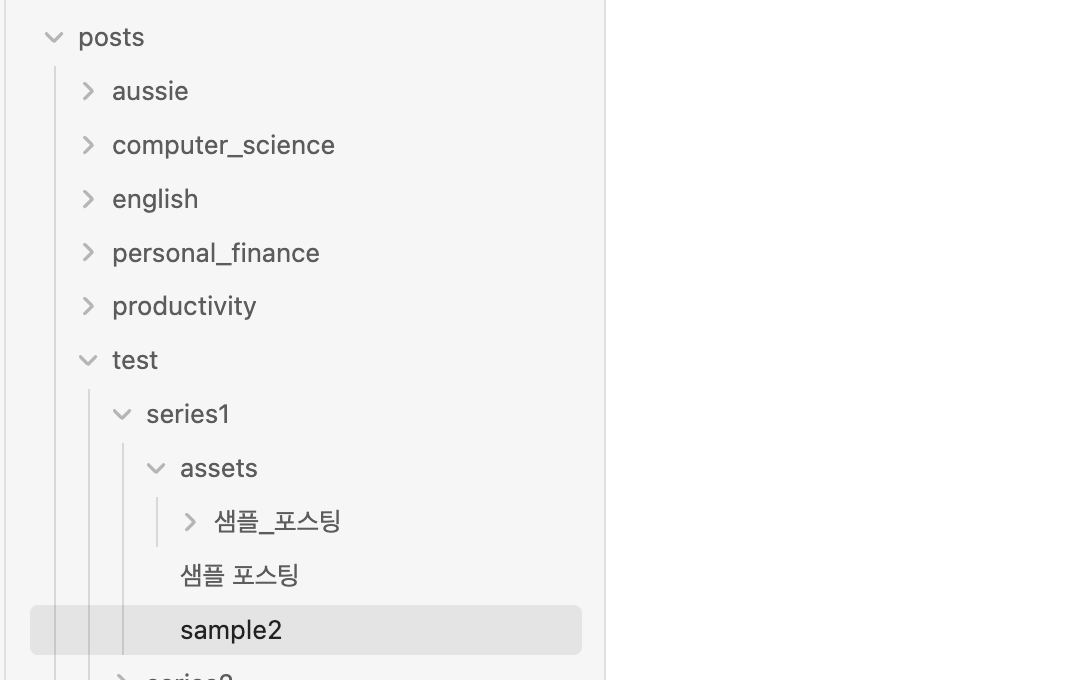 posts
aussie
computer_science
english
personal_finance
productivity
test
series1
assets
샘플_포스팅
샘플 포스팅
sample2